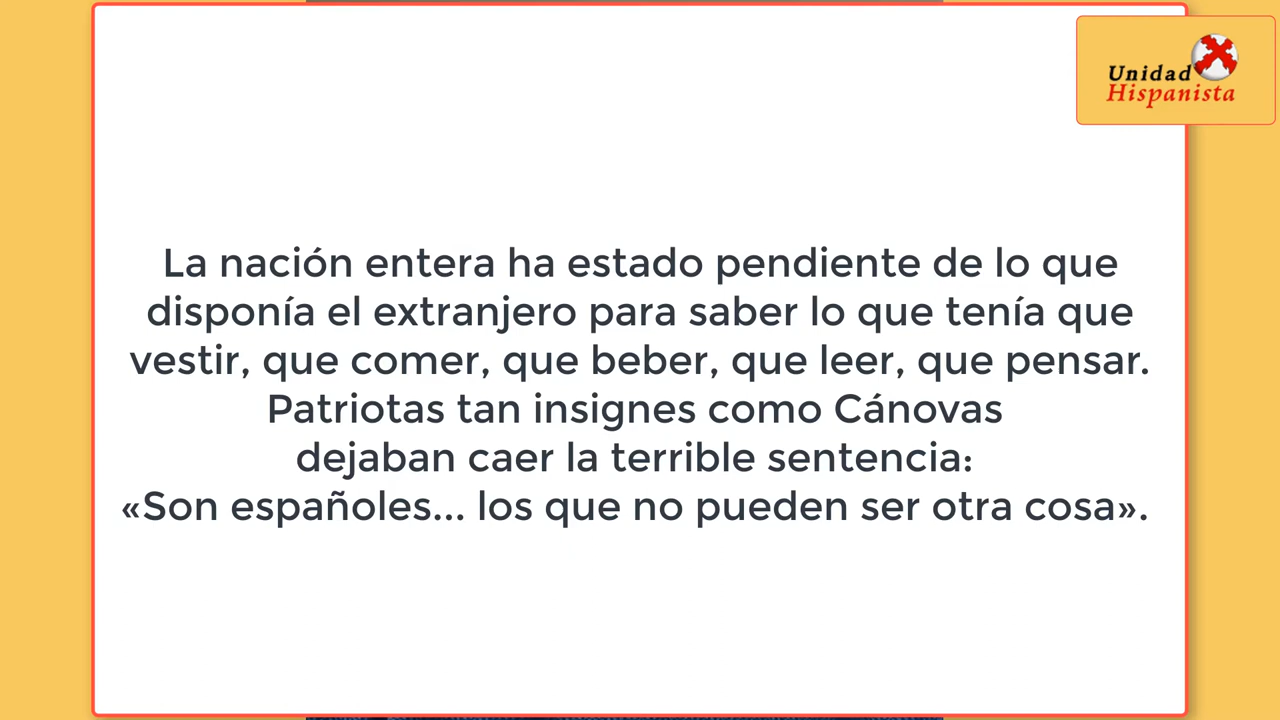 Unidad
Hispanista
La nación entera ha estado pendiente de lo que
disponía el extranjero para saber lo que tenía que
vestir, que comer, que beber, que leer, que pensar.
Patriotas tan insignes como Cánovas
dejaban caer la terrible sentencia:
«Son españoles... los que no pueden ser otra cosa».